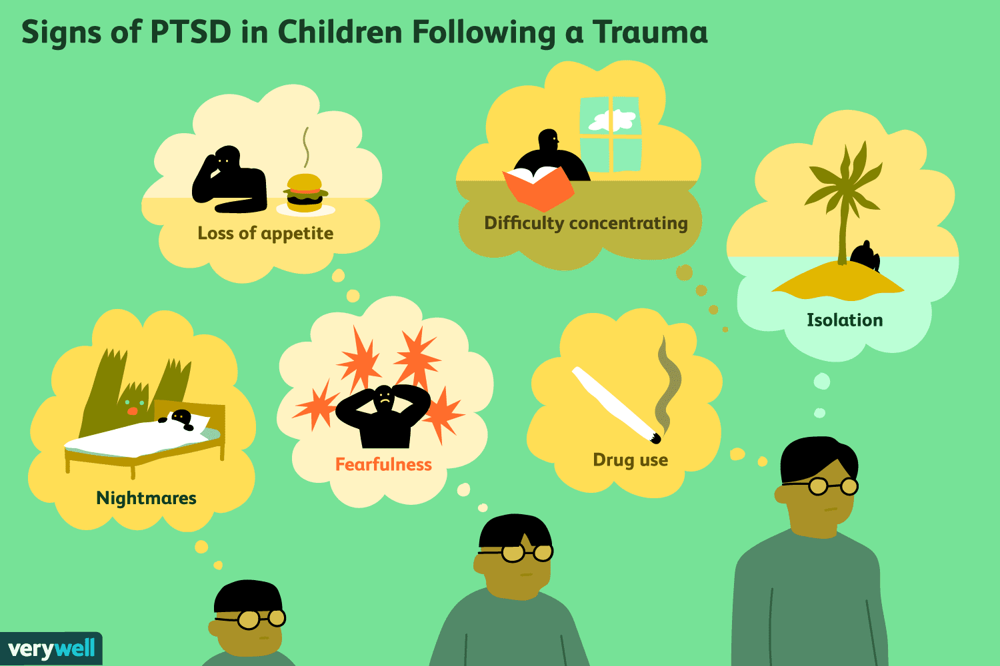 Signs of PTSD in Children Following a Trauma
Loss of appetite
Difficulty concentrating
Isolation
Nightmares
Fearfulness
Drug use
verywell